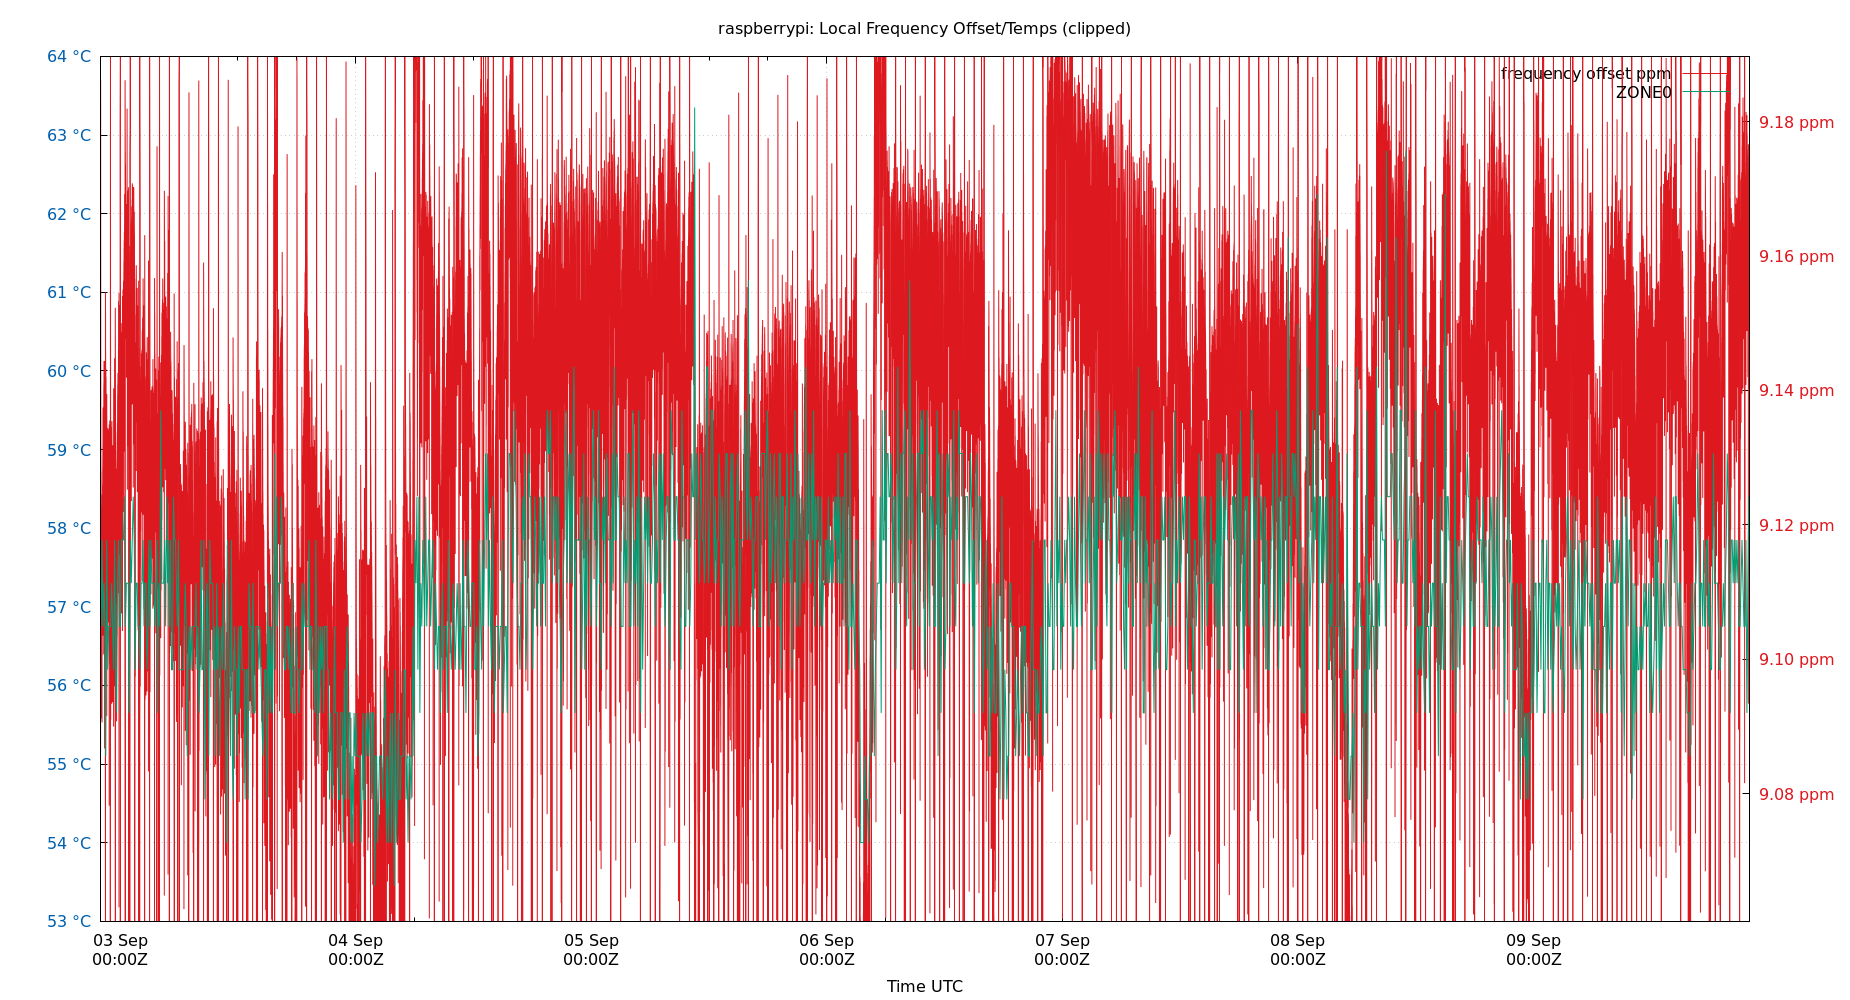 raspberrypi: Local Frequency Offset/Temps (clipped)
64 °C
63 °C
62 °C
61 °C
60 °C
59 °C
58 °C
57 °C
56 °C
55 °C
54 °C
53 °C
frequency offset ppm
ZONE0
9.18 ppm
9.16 ppm
9.14 ppm
9.12 ppm
9.10 ppm
9.08 ppm
03 Sep 04 Sep 05 Sep 06 Sep 07 Sep 08 Sep 09 Sep
00:00Z 00:00Z 00:00Z 00:00Z 00:00Z 00:00Z 00:00Z
Time UTC